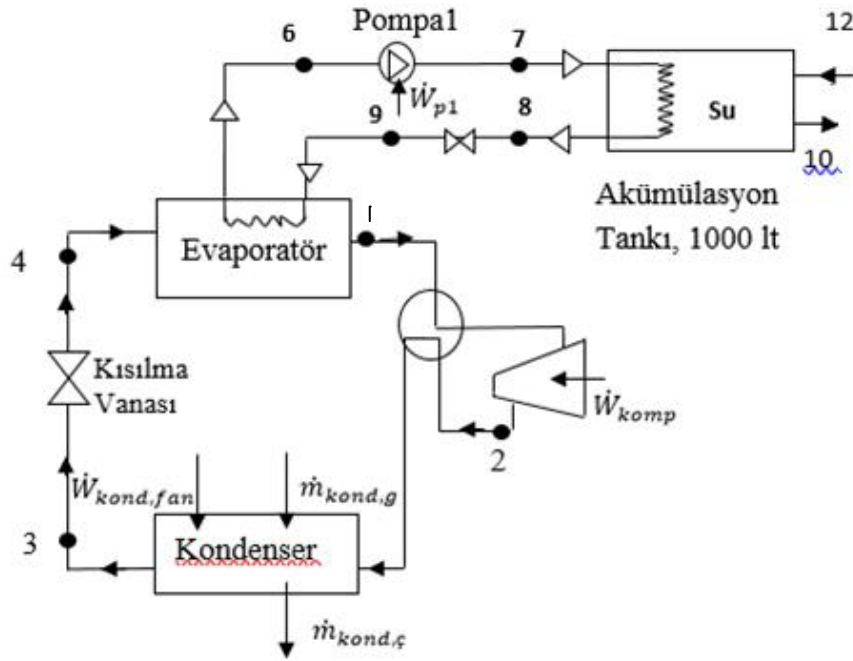 Pompa1
6
7
12
Ẇp1
9
8
Su
10
Akümülasyon
Tankı, 1000 lt
1
Evaporatör
4
Kısılma
Vanası
Ẇkomp
2
Ẇkond,fan
ṁkond,g
3
Kondenser
ṁkond,ç